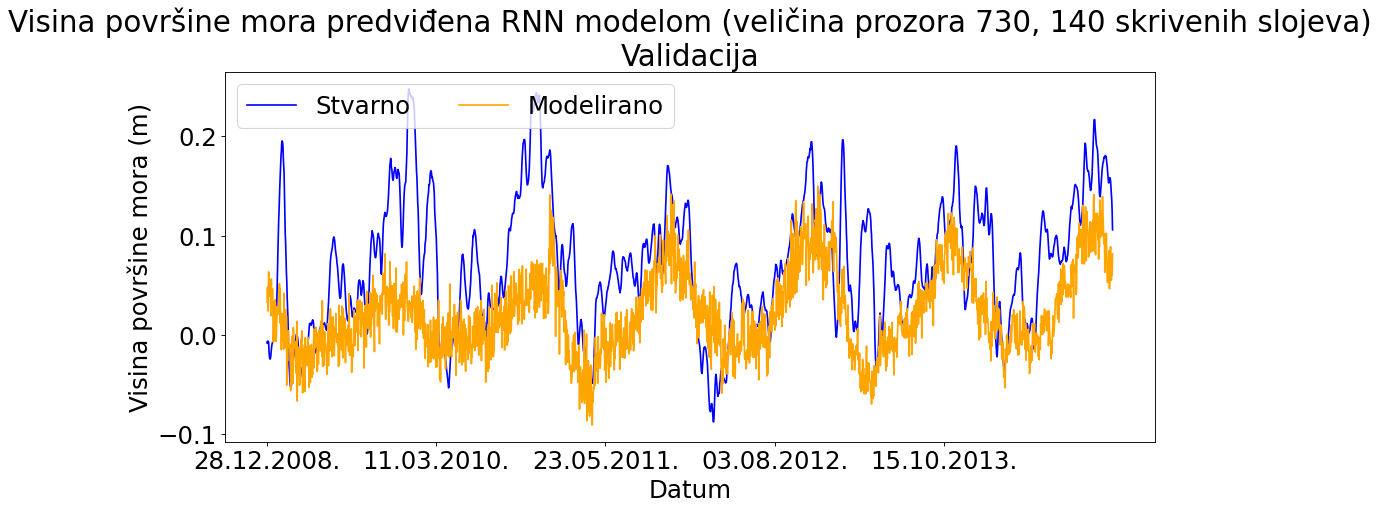 Visina površine mora predviđena RNN modelom (veličina prozora 730, 140 skrivenih slojeva)
Validacija
Stvarno Modelirano
Visina površine mora (m)
0.2
0.1
0.0
−0.1
28.12.2008. 11.03.2010. 23.05.2011. 03.08.2012. 15.10.2013.
Datum